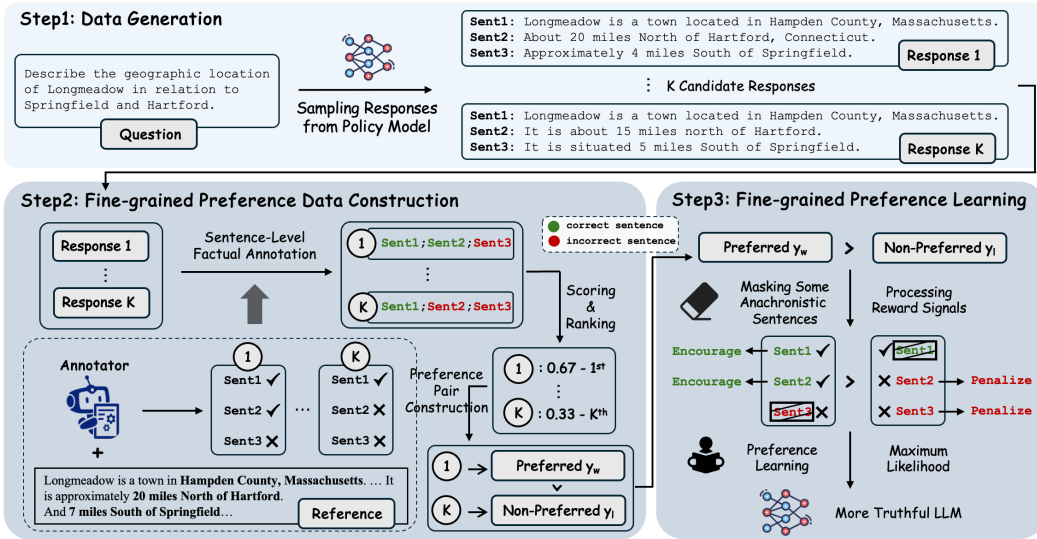 Step1: Data Generation
Describe the geographic location
of Longmeadow in relation to
Springfield and Hartford.
Question
Sampling Responses
from Policy Model
Sent1: Longmeadow is a town located in Hampden County, Massachusetts.
Sent2: About 20 miles North of Hartford, Connecticut.
Sent3: Approximately 4 miles South of Springfield.
Response 1
⋮ K Candidate Responses
Sent1: Longmeadow is a town located in Hampden County, Massachusetts.
Sent2: It is about 15 miles north of Hartford.
Sent3: It is situated 5 miles South of Springfield.
Response K
Step2: Fine-grained Preference Data Construction
Response 1
⋮
Response K
Sentence-Level
Factual Annotation
1 Sent1;Sent2;Sent3
⋮
K Sent1;Sent2;Sent3
correct sentence
incorrect sentence
Scoring
&
Ranking
Annotator
+
1
Sent1 ✓
Sent2 ✓
Sent3 ✕
...
K
Sent1 ✓
Sent2 ✕
Sent3 ✕
Longmeadow is a town in Hampden County, Massachusetts. … It
is approximately 20 miles North of Hartford.
And 7 miles South of Springfield…
Reference
Preference
Pair
Construction
1 : 0.67 - 1st
⋮
K : 0.33 - Kth
1 Preferred yw
K Non-Preferred yl
Step3: Fine-grained Preference Learning
Preferred yw > Non-Preferred yl
Masking Some
Anachronistic
Sentences
Processing
Reward Signals
Encourage Sent1 ✓
Encourage Sent2 ✓
Sent3 ✕
>
✓ Sent1
✕ Sent2 Penalize
✕ Sent3 Penalize
Preference
Learning
Maximum
Likelihood
More Truthful LLM